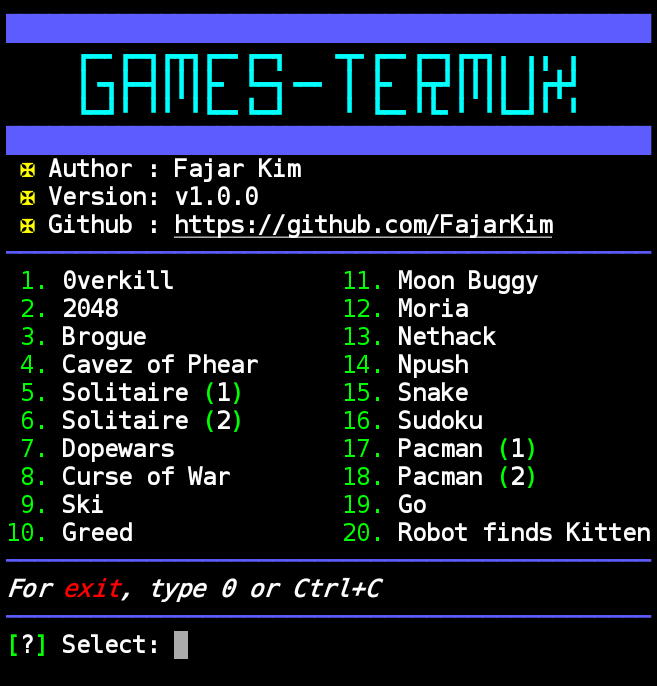 GAMES-TERMUX
✠ Author : Fajar Kim
✠ Version: v1.0.0
✠ Github : https://github.com/FajarKim
1. 0verkill
2. 2048
3. Brogue
4. Cavez of Phear
5. Solitaire (1)
6. Solitaire (2)
7. Dopewars
8. Curse of War
9. Ski
10. Greed
11. Moon Buggy
12. Moria
13. Nethack
14. Npush
15. Snake
16. Sudoku
17. Pacman (1)
18. Pacman (2)
19. Go
20. Robot finds Kitten
For exit, type 0 or Ctrl+C
[?] Select: